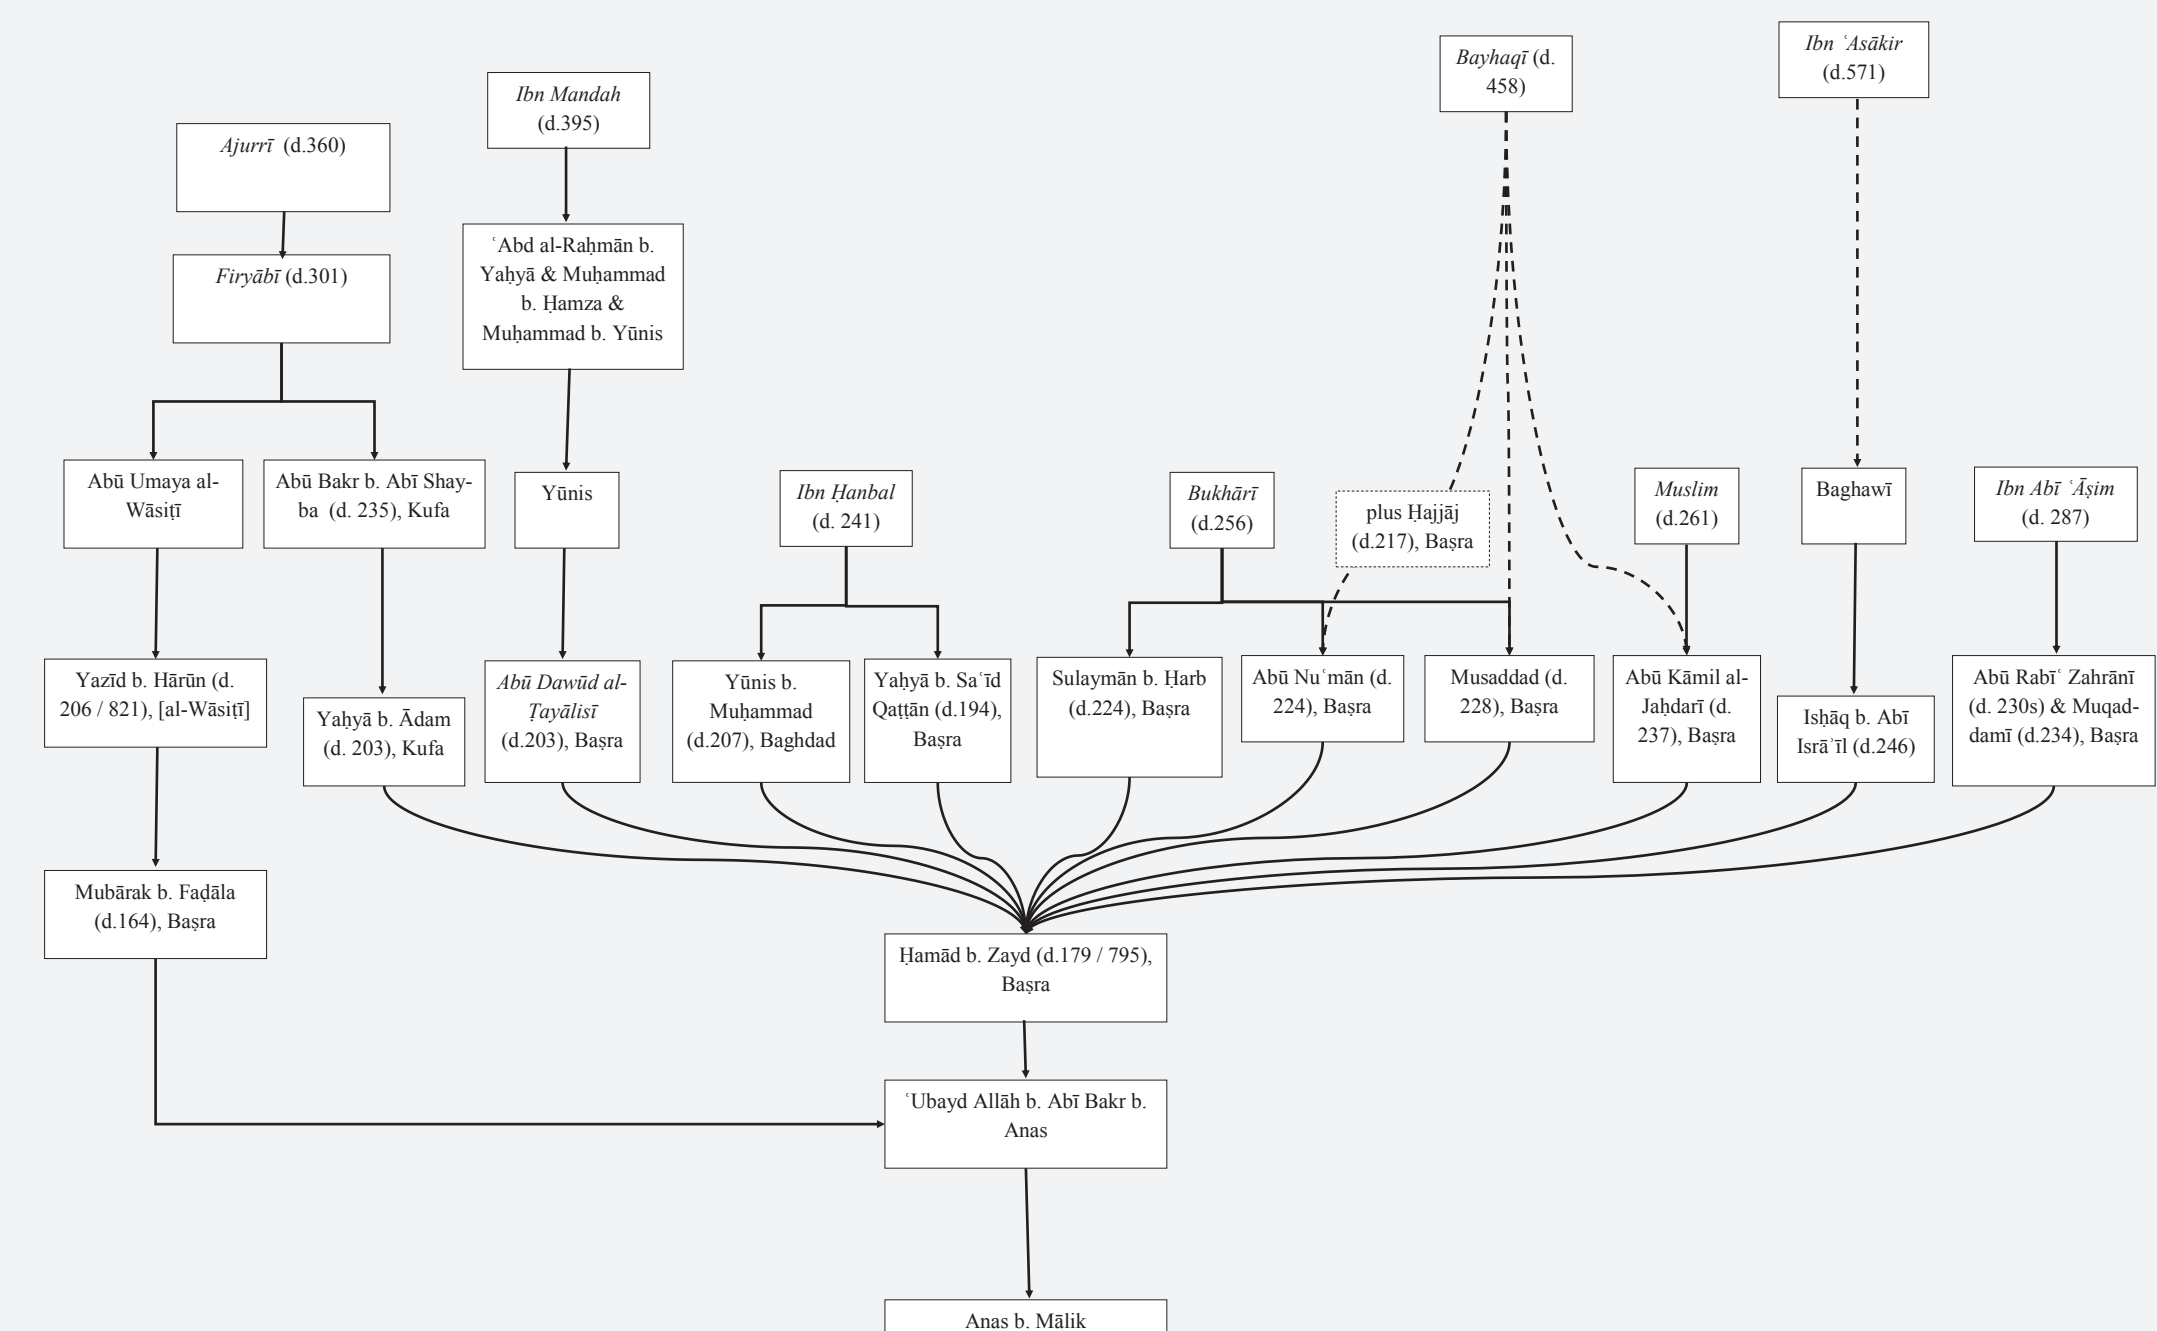 Ibn ʿAsākir
(d.571)
Bayhaqī (d.
458)
Ibn Mandah
(d.395)
Ajurrī (d.360)
ʿAbd al-Raḥmān b.
Yaḥyā & Muḥammad
b. Ḥamza &
Muḥammad b. Yūnis
Firyābī (d.301)
Abū Umaya al-
Wāsiṭī
Abū Bakr b. Abī Shay-
ba (d. 235), Kufa
Yūnis
Ibn Ḥanbal
(d. 241)
Bukhārī
(d.256)
plus Ḥajjāj
(d.217), Baṣra
Muslim
(d.261)
Baghawī
Ibn Abī ʿĀṣim
(d. 287)
Yazīd b. Hārūn (d.
206 / 821), [al-Wāsiṭī]
Yaḥyā b. Ādam
(d. 203), Kufa
Abū Dawūd al-
Ṭayālisī
(d.203), Baṣra
Yūnis b.
Muḥammad
(d.207), Baghdad
Yaḥyā b. Saʿīd
Qaṭṭān (d.194),
Baṣra
Sulaymān b. Ḥarb
(d.224), Baṣra
Abū Nuʿmān (d.
224), Baṣra
Musaddad (d.
228), Baṣra
Abū Kāmil al-
Jaḥdarī (d.
237), Baṣra
Isḥāq b. Abī
Isrāʾīl (d.246)
Abū Rabīʿ Zahrānī
(d. 230s) & Muqad-
damī (d.234), Baṣra
Mubārak b. Faḍāla
(d.164), Baṣra
Ḥamād b. Zayd (d.179 / 795),
Baṣra
ʿUbayd Allāh b. Abī Bakr b.
Anas
Anas b. Mālik